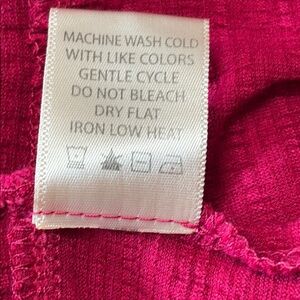 MACHINE WASH COLD
WITH LIKE COLORS
GENTLE CYCLE
DO NOT BLEACH
DRY FLAT
IRON LOW HEAT